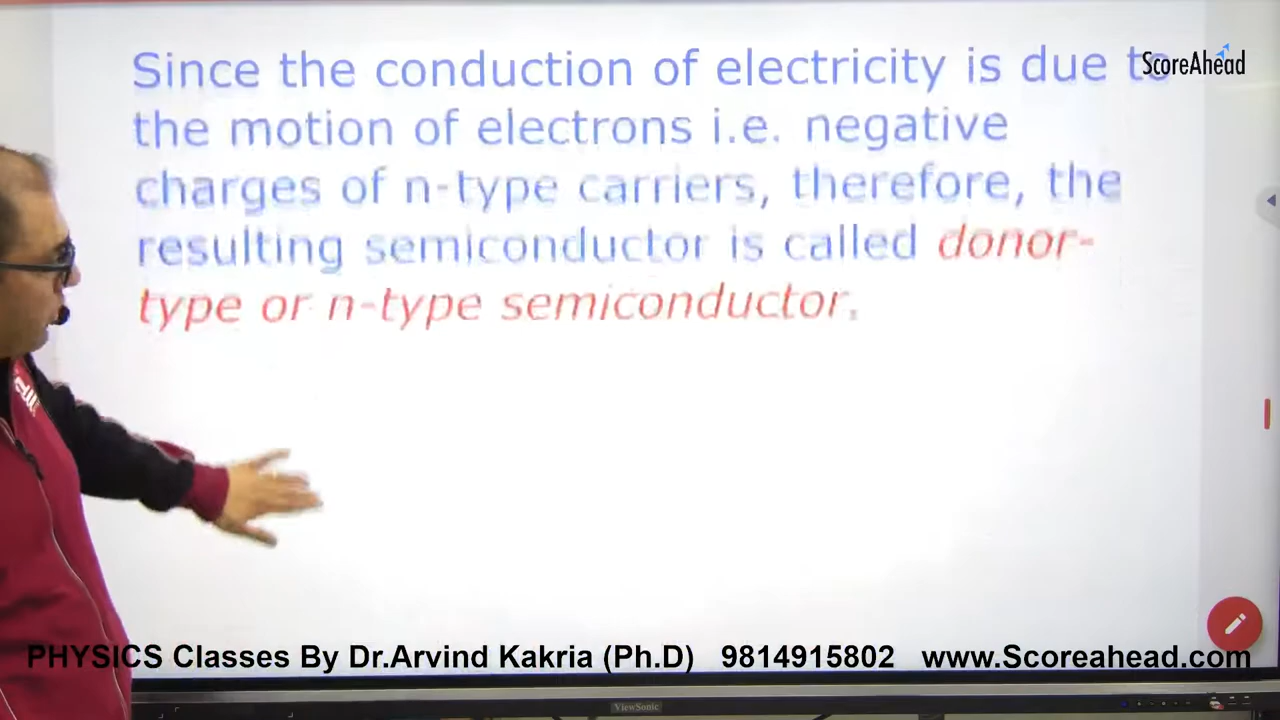 Since the conduction of electricity is due to
ScoreAhead
the motion of electrons i.e. negative
charges of n-type carriers, therefore, the
resulting semiconductor is called donor-
type or n-type semiconductor.
PHYSICS Classes By Dr.Arvind Kakria (Ph.D) 9814915802 www.Scoreahead.com
ViewSonic